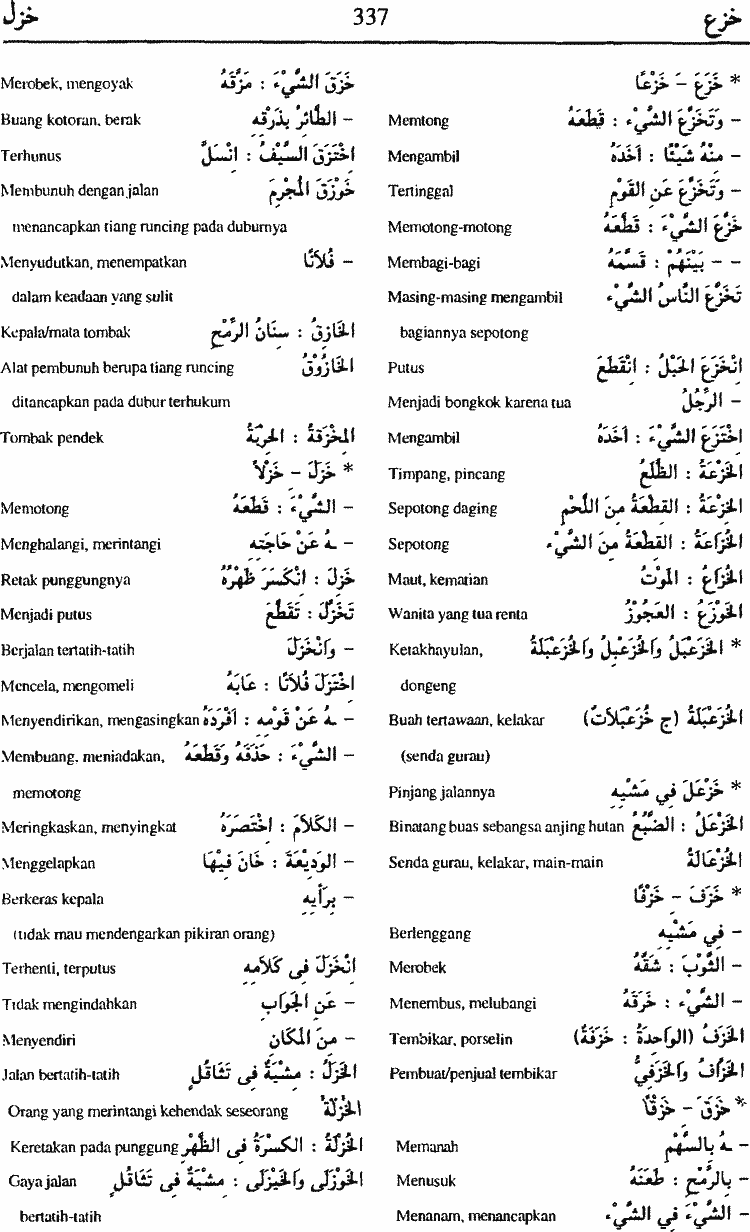 خزع 337 خزل
* خَزَعَ - خَزْعًا
- وَتَخَزَّعَ الشَّيْءَ : قَطَعَهُ Memtong
- مِنْهُ شَيْئًا : أَخَذَهُ Mengambil
- وَتَخَزَّعَ عَنِ القَوْمِ Tertinggal
خَزَّعَ الشَّيْءَ : قَطَّعَهُ Memotong-motong
- - بَيْنَهُمْ : قَسَّمَهُ Membagi-bagi
تَخَزَّعَ النَّاسُ الشَّيْءَ Masing-masing mengambil
bagiannya sepotong
انْخَزَعَ الحَبْلُ : انْقَطَعَ Putus
- الرَّجُلُ Menjadi bongkok karena tua
اخْتَزَعَ الشَّيْءَ : أَخَذَهُ Mengambil
الخَزْعَةُ : الظَّلْعُ Timpang, pincang
الخِزْعَةُ : القِطْعَةُ مِنَ اللَّحْمِ Sepotong daging
الخُزَاعَةُ : القِطْعَةُ مِنَ الشَّيْءِ Sepotong
الخُزَاعُ : المَوْتُ Maut, kematian
الخَوْزَعُ : العَجُوْزُ Wanita yang tua renta
* الخَزَعْبَلُ وَالخُزَعْبِلُ وَالخُزَعْبِلَةُ Ketakhayulan,
dongeng
الخُزَعْبِلَةُ (ج خُزَعْبِلَاتٌ) Buah tertawaan, kelakar
(senda gurau)
* خَزْعَلَ فِي مَشْيِهِ Pinjang jalannya
الخَزْعَلُ : الضَّبُعُ Binatang buas sebangsa anjing hutan
الخُزْعَالَةُ Senda gurau, kelakar, main-main
* خَزَفَ - خَزْفًا
- فِي مَشْيِهِ Berlenggang
- الثَّوْبَ : شَقَّهُ Merobek
- الشَّيْءَ : خَرَقَهُ Menembus, melubangi
الخَزَفُ (الوَاحِدَةُ : خَزَفَةٌ) Tembikar, porselin
الخَزَّافُ وَالخَزَفِيُّ Pembuat/penjual tembikar
* خَزَقَ - خَزْقًا
- ـهُ بِالسَّهْمِ Memanah
- بِالرُّمْحِ : طَعَنَهُ Menusuk
- الشَّيْءَ فِي الشَّيْءِ Menanam, menancapkan
خَزَقَ الشَّيْءَ : مَزَّقَهُ Merobek, mengoyak
- الطَّائِرُ بِذَرْقِهِ Buang kotoran, berak
اخْتَزَقَ السَّيْفُ : انْسَلَّ Terhunus
خَوْزَقَ المُجْرِمَ Membunuh dengan jalan
menancapkan tiang runcing pada duburnya
- فُلَانًا Menyudutkan, menempatkan
dalam keadaan yang sulit
الخَازِقُ : سِنَانُ الرُّمْحِ Kepala/mata tombak
الخَازُوْقُ Alat pembunuh berupa tiang runcing
ditancapkan pada dubur terhukum
المِخْزَقَةُ : الحَرْبَةُ Tombak pendek
* خَزَلَ - خَزْلًا
- الشَّيْءَ : قَطَعَهُ Memotong
- ـهُ عَنْ حَاجَتِهِ Menghalangi, merintangi
خَزِلَ : انْكَسَرَ ظَهْرُهُ Retak punggungnya
تَخَزَّلَ : تَقَطَّعَ Menjadi putus
- وَانْخَزَلَ Berjalan tertatih-tatih
اخْتَزَلَ فُلَانًا : عَابَهُ Mencela, mengomeli
- ـهُ عَنْ قَوْمِهِ : أَفْرَدَهُ Menyendirikan, mengasingkan
- الشَّيْءَ : حَذَفَهُ وَقَطَعَهُ Membuang, meniadakan,
memotong
- الكَلَامَ : اخْتَصَرَهُ Meringkaskan, menyingkat
- الوَدِيْعَةَ : خَانَ فِيْهَا Menggelapkan
- بِرَأْيِهِ Berkeras kepala
(tidak mau mendengarkan pikiran orang)
انْخَزَلَ فِي كَلَامِهِ Terhenti, terputus
- عَنِ الجَوَابِ Tidak mengindahkan
- مِنَ المَكَانِ Menyendiri
الخَزَلُ : مِشْيَةٌ فِي تَثَاقُلٍ Jalan bertatih-tatih
الخُزَلَةُ Orang yang merintangi kehendak seseorang
الخُزْلَةُ : الكَسْرَةُ فِي الظَّهْرِ Keretakan pada punggung
الخَوْزَلَى وَالخَيْزَلَى : مِشْيَةٌ فِي تَثَاقُلٍ Gaya jalan
bertatih-tatih